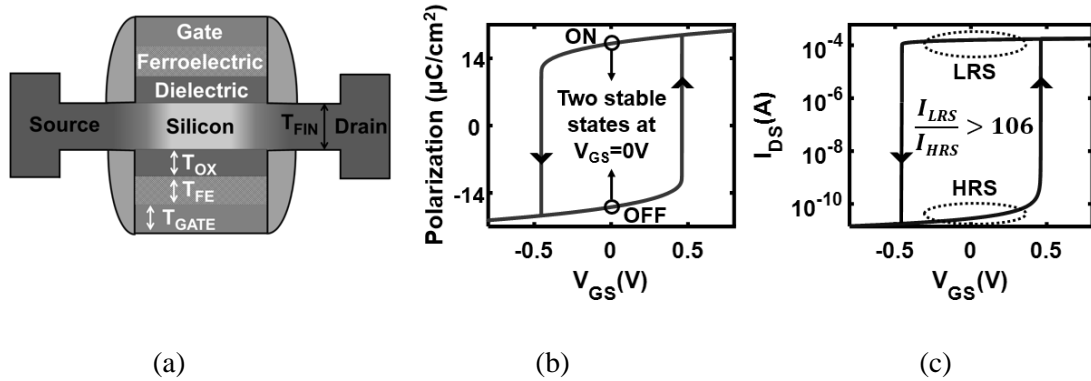 Gate
Ferroelectric
Dielectric
Source
Silicon
T_FIN
Drain
T_OX
T_FE
T_GATE
(a)
Polarization (µC/cm²)
14
0
-14
ON
Two stable
states at
V_GS=0V
OFF
-0.5
0
0.5
V_GS(V)
(b)
I_DS(A)
10⁻⁴
10⁻⁶
10⁻⁸
10⁻¹⁰
LRS
I_LRS
I_HRS
> 106
HRS
-0.5
0
0.5
V_GS(V)
(c)